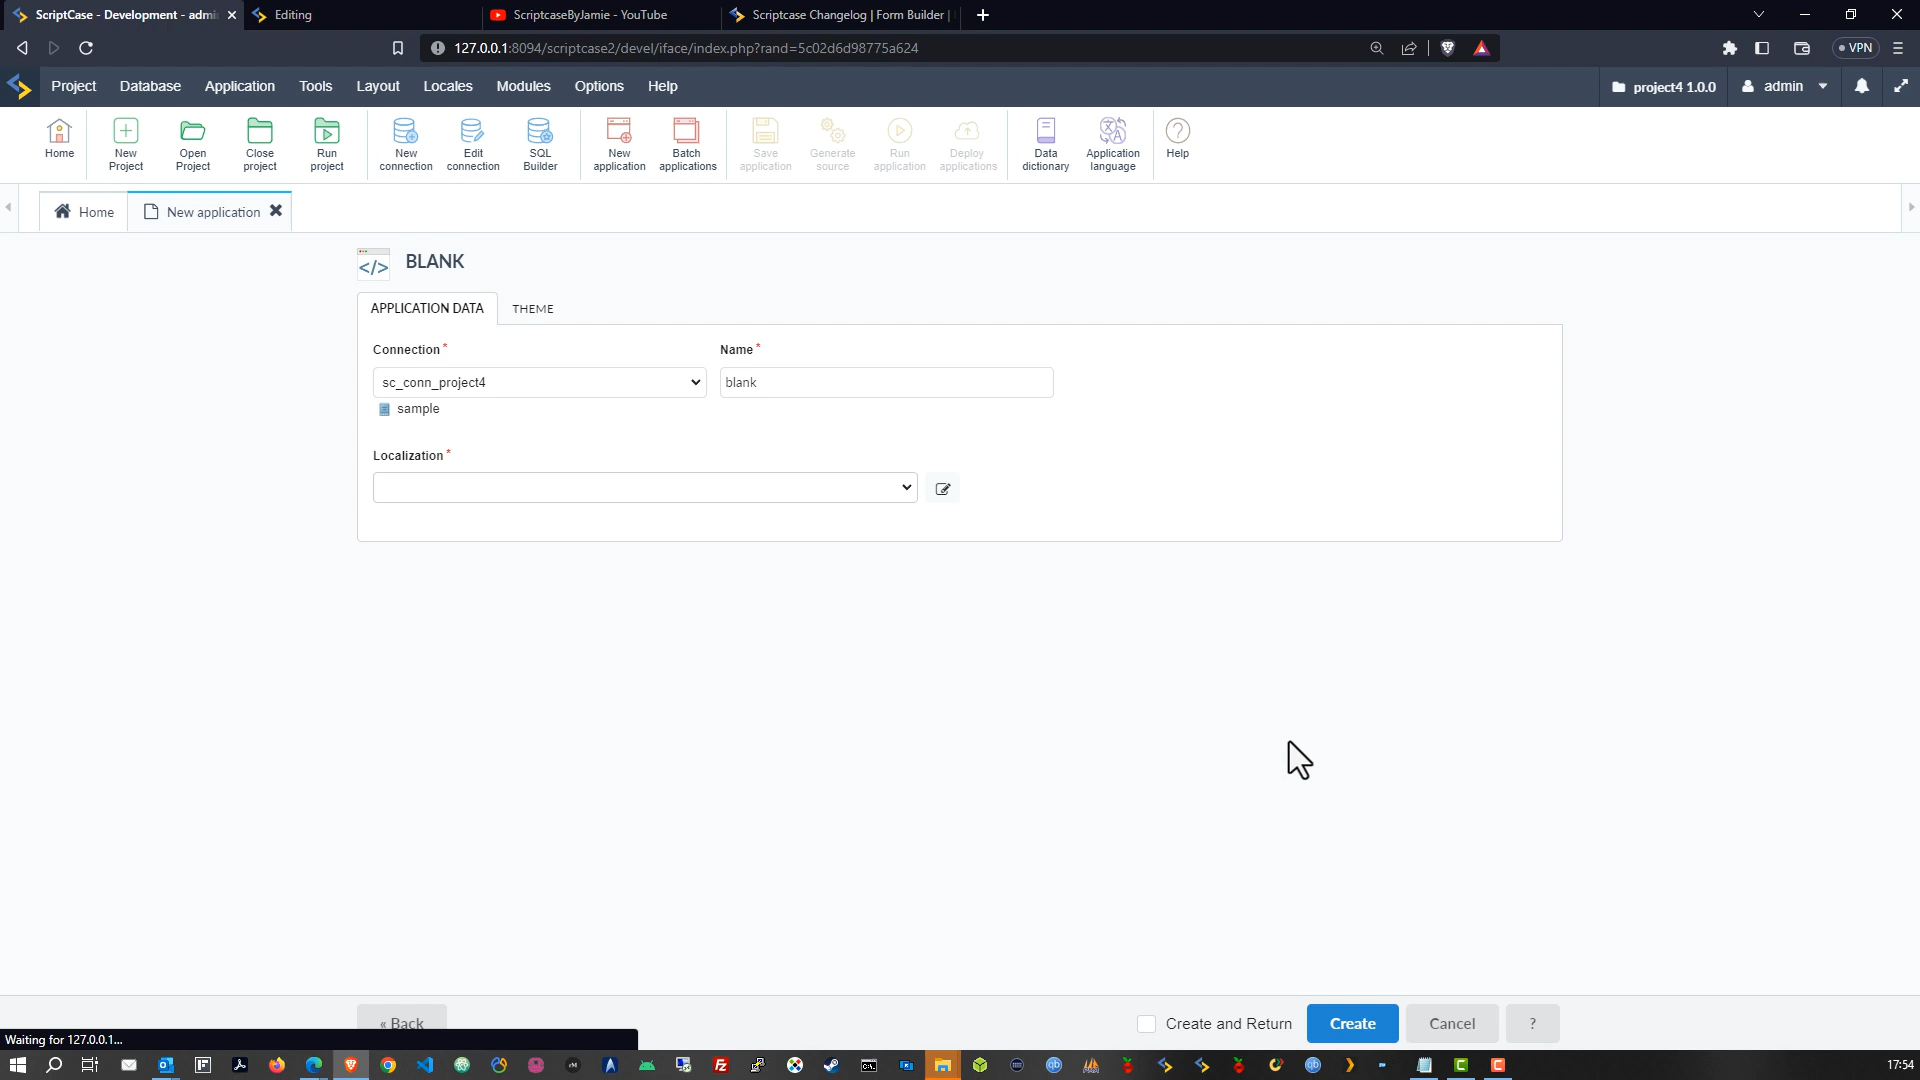 ScriptCase - Development - admi
Editing
ScriptcaseByJamie - YouTube
Scriptcase Changelog | Form Builder |
127.0.0.1:8094/scriptcase2/devel/iface/index.php?rand=5c02d6d98775a624
VPN
Project Database Application Tools Layout Locales Modules Options Help
project4 1.0.0
admin
Home
New Project
Open Project
Close project
Run project
New connection
Edit connection
SQL Builder
New application
Batch applications
Save application
Generate source
Run application
Deploy applications
Data dictionary
Application language
Help
Home
New application
BLANK
APPLICATION DATA THEME
Connection * Name *
sc_conn_project4 blank
sample
Localization *
« Back
Create and Return Create Cancel ?
Waiting for 127.0.0.1...
17:54